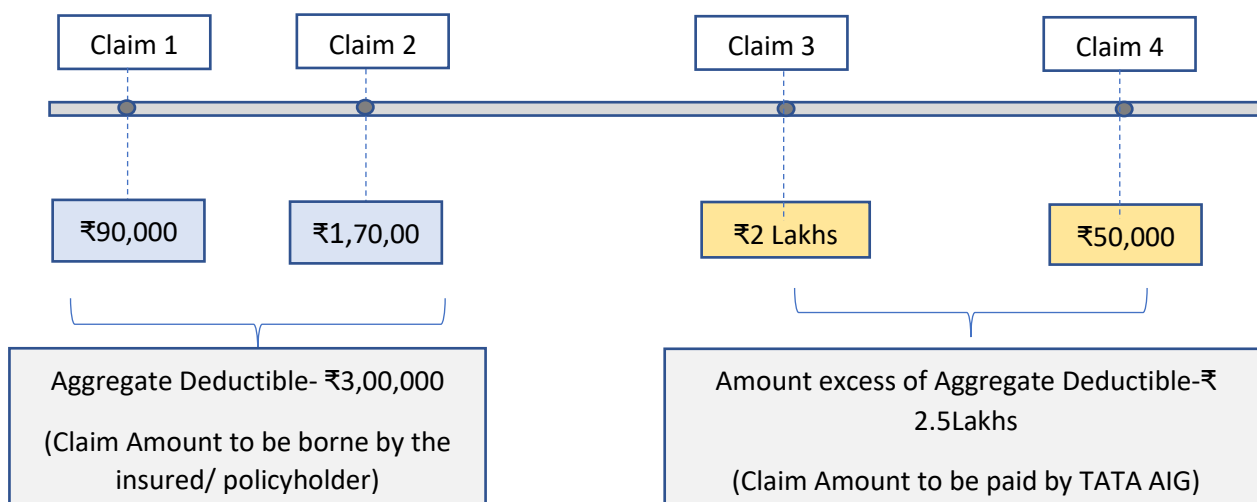 Claim 1
Claim 2
Claim 3
Claim 4
₹90,000
₹1,70,00
₹2 Lakhs
₹50,000
Aggregate Deductible- ₹3,00,000
(Claim Amount to be borne by the
insured/ policyholder)
Amount excess of Aggregate Deductible-₹
2.5Lakhs
(Claim Amount to be paid by TATA AIG)